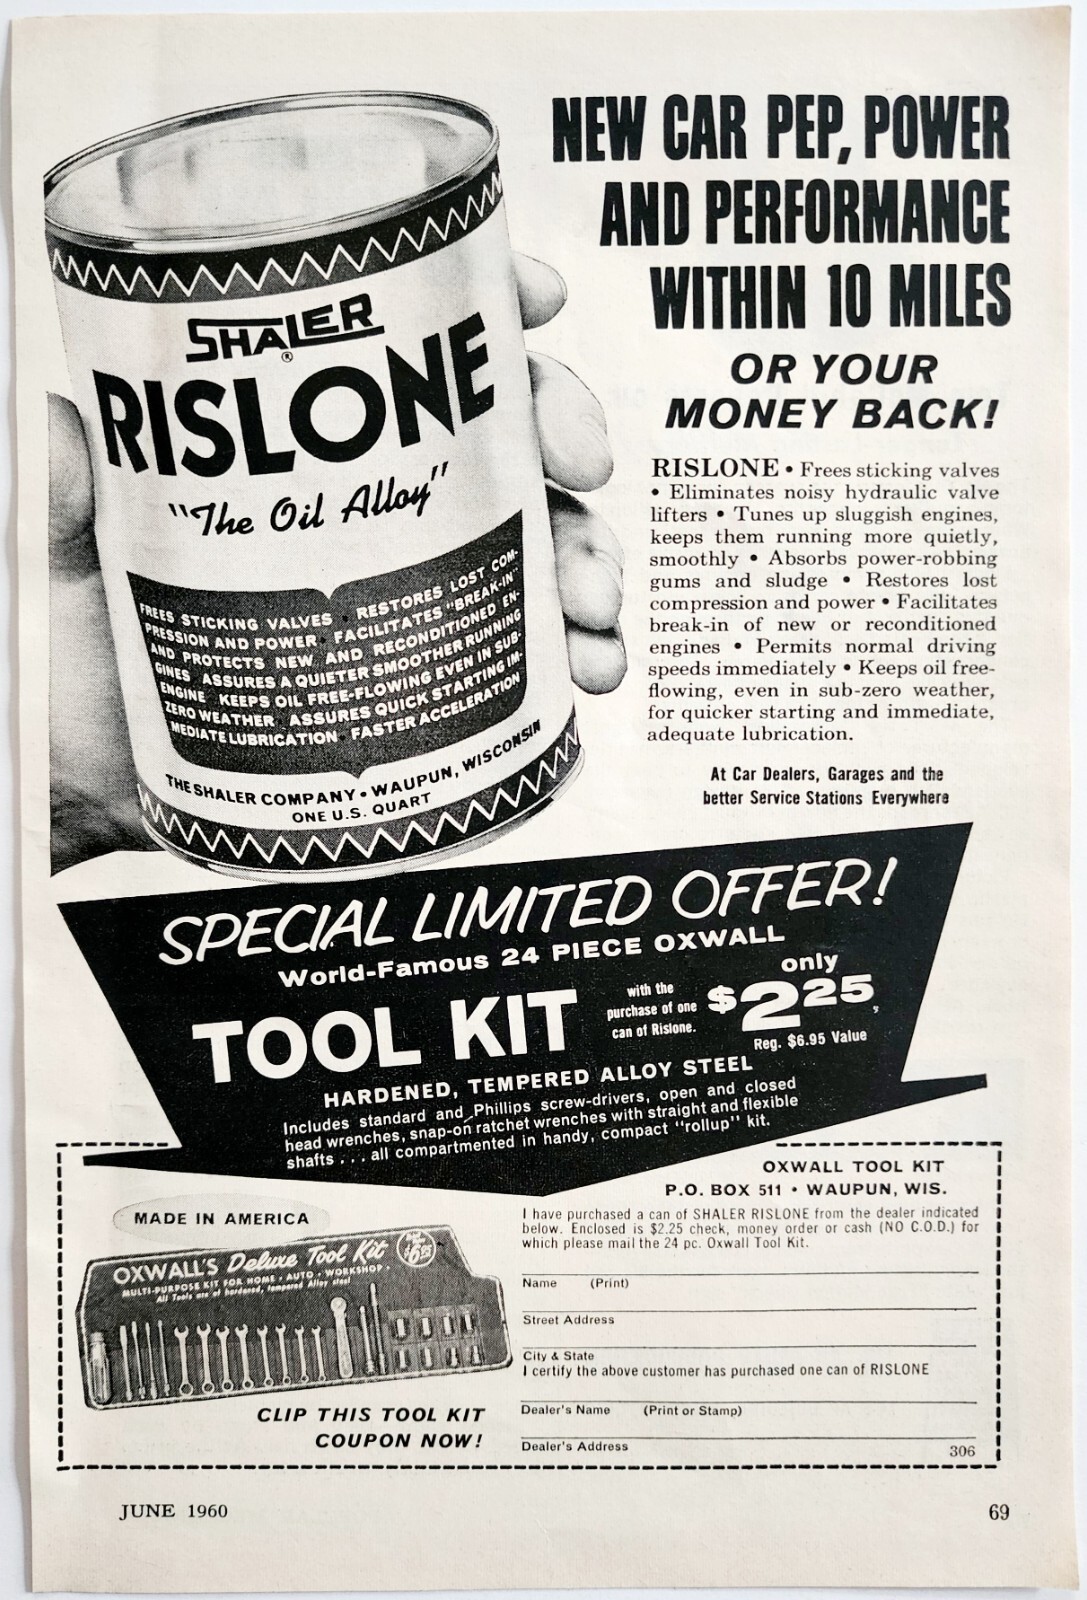 NEW CAR PEP, POWER
AND PERFORMANCE
WITHIN 10 MILES
OR YOUR
MONEY BACK!
SHALER
®
RISLONE
"The Oil Alloy"
FREES STICKING VALVES · RESTORES LOST COM-
PRESSION AND POWER · FACILITATES "BREAK-IN"
AND PROTECTS NEW AND RECONDITIONED EN-
GINES · ASSURES A QUIETER SMOOTHER RUNNING
ENGINE · KEEPS OIL FREE-FLOWING EVEN IN SUB-
ZERO WEATHER · ASSURES QUICK STARTING IM-
MEDIATE LUBRICATION · FASTER ACCELERATION
THE SHALER COMPANY • WAUPUN, WISCONSIN
ONE U.S. QUART
RISLONE • Frees sticking valves
• Eliminates noisy hydraulic valve
lifters • Tunes up sluggish engines,
keeps them running more quietly,
smoothly • Absorbs power-robbing
gums and sludge • Restores lost
compression and power • Facilitates
break-in of new or reconditioned
engines • Permits normal driving
speeds immediately • Keeps oil free-
flowing, even in sub-zero weather,
for quicker starting and immediate,
adequate lubrication.
At Car Dealers, Garages and the
better Service Stations Everywhere
SPECIAL LIMITED OFFER!
World-Famous 24 PIECE OXWALL
TOOL KIT
with the
purchase of one
can of Rislone.
only
$2 25,
Reg. $6.95 Value
HARDENED, TEMPERED ALLOY STEEL
Includes standard and Phillips screw-drivers, open and closed
head wrenches, snap-on ratchet wrenches with straight and flexible
shafts . . . all compartmented in handy, compact "rollup" kit.
MADE IN AMERICA
OXWALL'S Deluxe Tool Kit
$6.95
MULTI-PURPOSE KIT FOR HOME · AUTO · WORKSHOP ·
All Tools are of hardened, tempered Alloy steel
CLIP THIS TOOL KIT
COUPON NOW!
OXWALL TOOL KIT
P.O. BOX 511 • WAUPUN, WIS.
I have purchased a can of SHALER RISLONE from the dealer indicated
below. Enclosed is $2.25 check, money order or cash (NO C.O.D.) for
which please mail the 24 pc. Oxwall Tool Kit.
Name (Print)
Street Address
City & State
I certify the above customer has purchased one can of RISLONE
Dealer's Name (Print or Stamp)
Dealer's Address
306
JUNE 1960
69